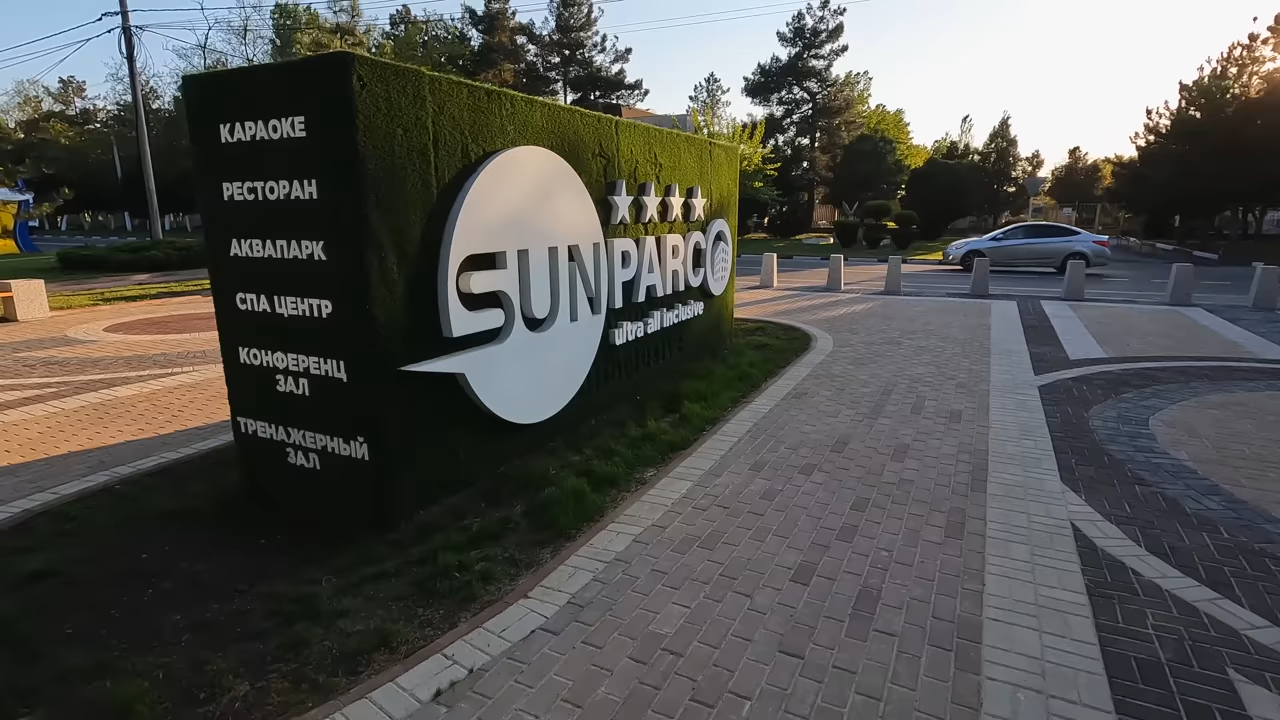 КАРАОКЕ
РЕСТОРАН
АКВАПАРК
СПА ЦЕНТР
КОНФЕРЕНЦ
ЗАЛ
ТРЕНАЖЕРНЫЙ
ЗАЛ
SUNPARCO
ultra all inclusive